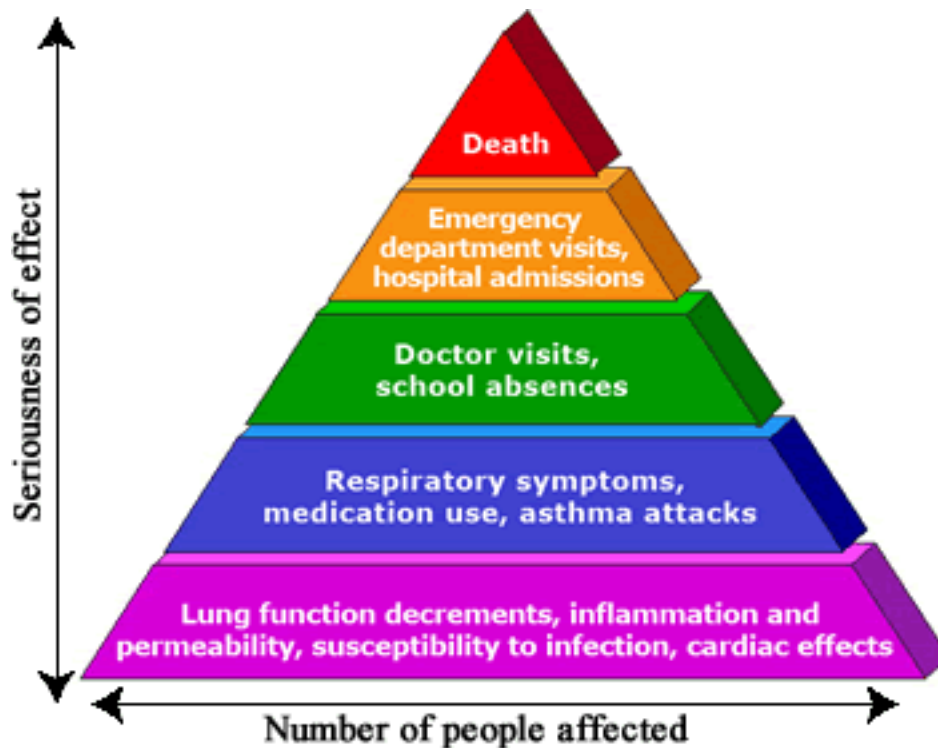 Death
Emergency
department visits,
hospital admissions
Doctor visits,
school absences
Respiratory symptoms,
medication use, asthma attacks
Lung function decrements, inflammation and
permeability, susceptibility to infection, cardiac effects
Seriousness of effect
Number of people affected